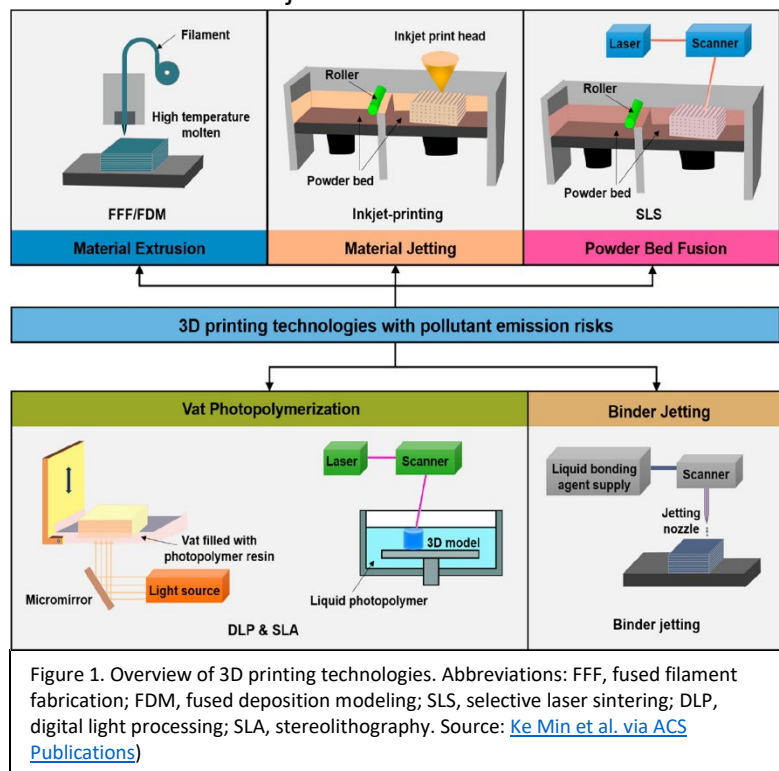 Filament
High temperature
molten
FFF/FDM
Material Extrusion
Inkjet print head
Roller
Powder bed
Inkjet-printing
Material Jetting
Laser
Scanner
Roller
Powder bed
SLS
Powder Bed Fusion
3D printing technologies with pollutant emission risks
Vat Photopolymerization
Vat filled with
photopolymer resin
Micromirror
Light source
Laser
Scanner
3D model
Liquid photopolymer
DLP & SLA
Binder Jetting
Liquid bonding
agent supply
Scanner
Jetting
nozzle
Binder jetting
Figure 1. Overview of 3D printing technologies. Abbreviations: FFF, fused filament
fabrication; FDM, fused deposition modeling; SLS, selective laser sintering; DLP,
digital light processing; SLA, stereolithography. Source: Ke Min et al. via ACS
Publications)